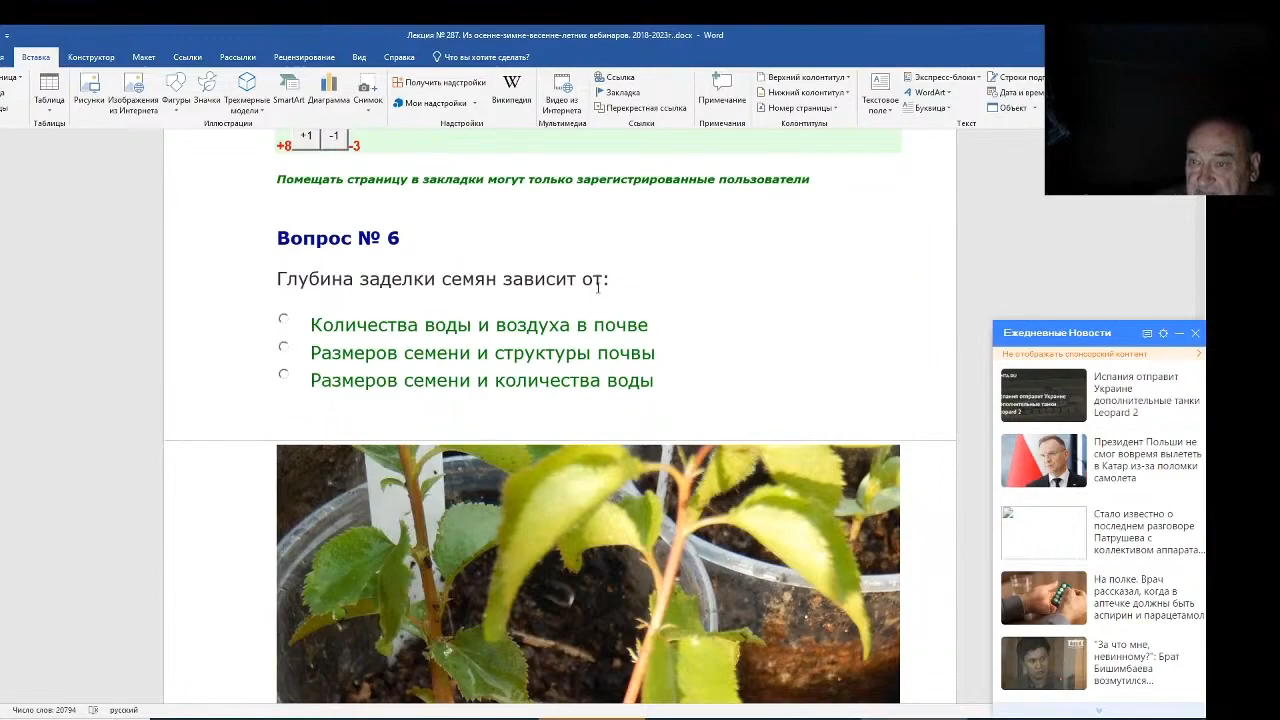 Лекция № 287. Из осенне-зимне-весенне-летних вебинаров. 2018-2023г..docx - Word
Вставка Конструктор Макет Ссылки Рассылки Рецензирование Вид Справка Что вы хотите сделать?
Таблица
Таблицы
Рисунки
Изображения из Интернета
Фигуры
Значки
Трехмерные модели
SmartArt
Диаграмма
Снимок
Иллюстрации
Получить надстройки
Мои надстройки
Википедия
Надстройки
Видео из Интернета
Мультимедиа
Ссылка
Закладка
Перекрестная ссылка
Ссылки
Примечание
Примечания
Верхний колонтитул
Нижний колонтитул
Номер страницы
Колонтитулы
Текстовое поле
Экспресс-блоки
WordArt
Буквица
Строки подп
Дата и время
Объект
Текст
+8 +1 -1 -3
Помещать страницу в закладки могут только зарегистрированные пользователи
Вопрос № 6
Глубина заделки семян зависит от:
Количества воды и воздуха в почве
Размеров семени и структуры почвы
Размеров семени и количества воды
Ежедневные Новости
Не отображать спонсорский контент
Испания отправит
Украине
дополнительные танки
Leopard 2
Президент Польши не
смог вовремя вылететь
в Катар из-за поломки
самолета
Стало известно о
последнем разговоре
Патрушева с
коллективом аппарата...
На полке. Врач
рассказал, когда в
аптечке должны быть
аспирин и парацетамол
"За что мне,
невинному?": Брат
Бишимбаева
возмутился...
Число слов: 20794 русский